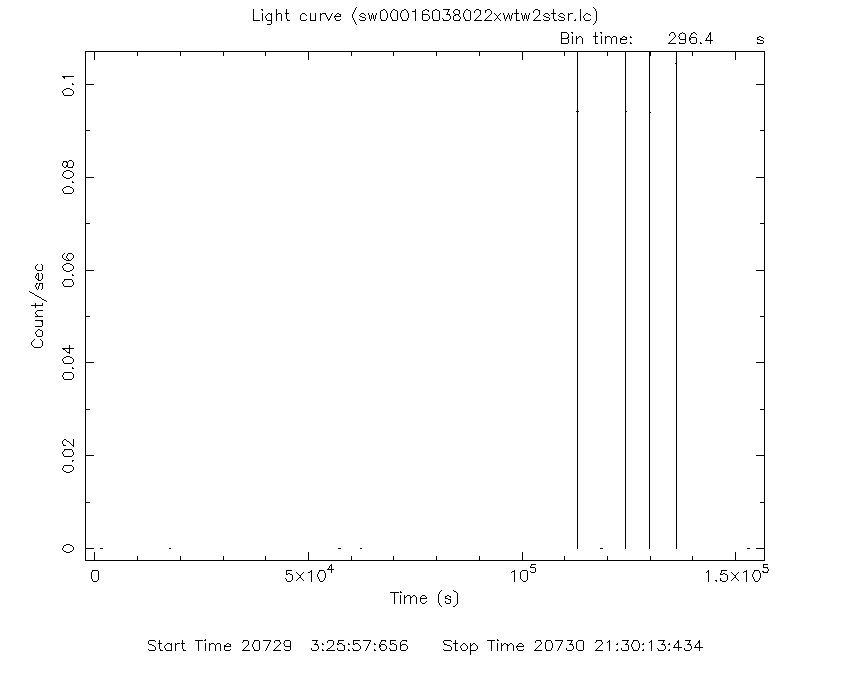 Light curve (sw00016038022xwtw2stsr.lc)
Bin time: 296.4 s
0.1
0.08
0.06
0.04
0.02
0
Count/sec
0 5×10⁴ 10⁵ 1.5×10⁵
Time (s)
Start Time 20729 3:25:57:656 Stop Time 20730 21:30:13:434